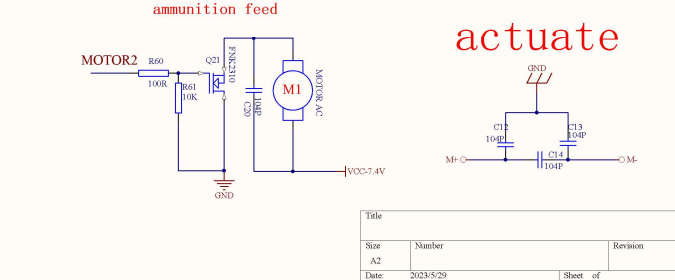 ammunition feed
actuate
MOTOR2
R60
100R
R61
10K
Q21
FNK2310
104P
C20
M1
MOTOR AC
VCC-7.4V
GND
GND
C12
104P
C13
104P
C14
104P
M+
M-
Title
Size
Number
Revision
A2
Date:
2023/5/29
Sheet of